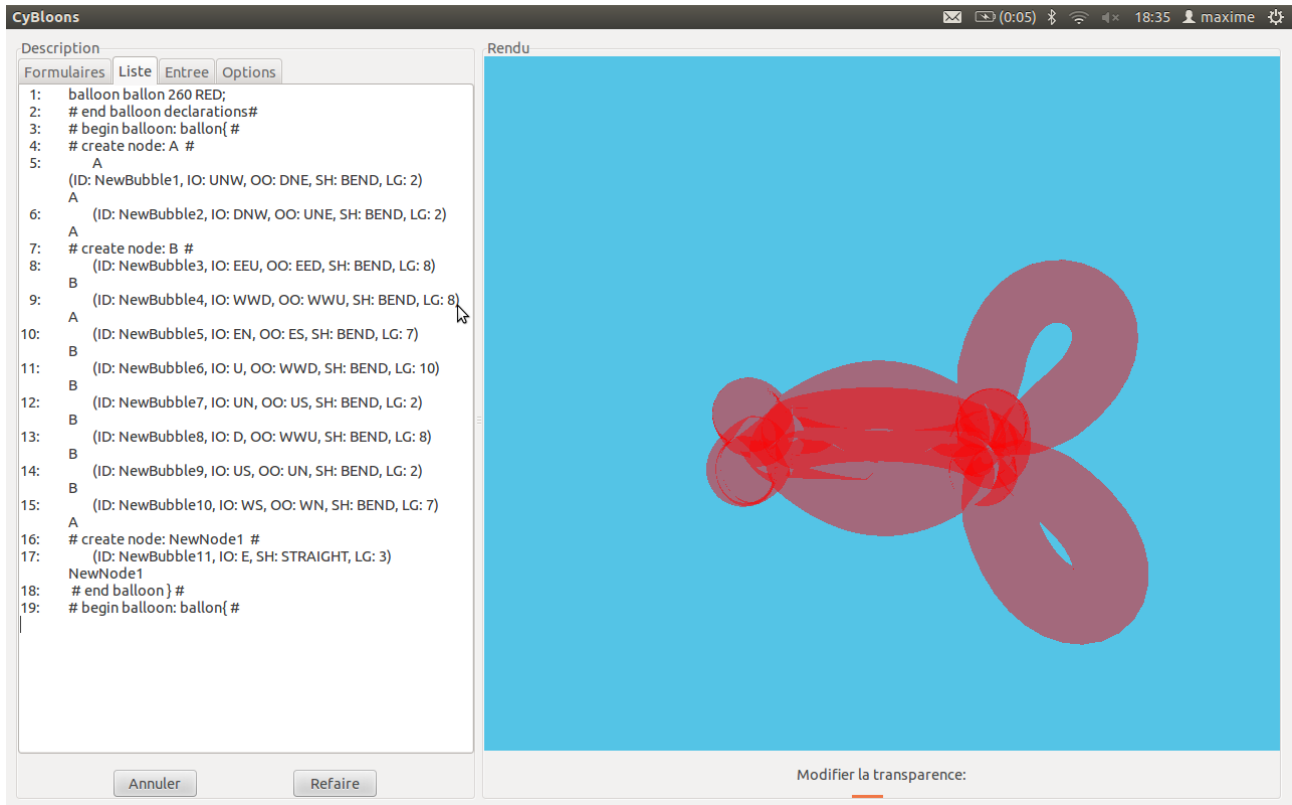 CyBloons
(0:05) 18:35 maxime
Description
Formulaires Liste Entree Options
1: balloon ballon 260 RED;
2: # end balloon declarations#
3: # begin balloon: ballon{ #
4: # create node: A #
5: A
(ID: NewBubble1, IO: UNW, OO: DNE, SH: BEND, LG: 2)
A
6: (ID: NewBubble2, IO: DNW, OO: UNE, SH: BEND, LG: 2)
A
7: # create node: B #
8: (ID: NewBubble3, IO: EEU, OO: EED, SH: BEND, LG: 8)
B
9: (ID: NewBubble4, IO: WWD, OO: WWU, SH: BEND, LG: 8)
A
10: (ID: NewBubble5, IO: EN, OO: ES, SH: BEND, LG: 7)
B
11: (ID: NewBubble6, IO: U, OO: WWD, SH: BEND, LG: 10)
B
12: (ID: NewBubble7, IO: UN, OO: US, SH: BEND, LG: 2)
B
13: (ID: NewBubble8, IO: D, OO: WWU, SH: BEND, LG: 8)
B
14: (ID: NewBubble9, IO: US, OO: UN, SH: BEND, LG: 2)
B
15: (ID: NewBubble10, IO: WS, OO: WN, SH: BEND, LG: 7)
A
16: # create node: NewNode1 #
17: (ID: NewBubble11, IO: E, SH: STRAIGHT, LG: 3)
NewNode1
18: # end balloon } #
19: # begin balloon: ballon{ #
Annuler Refaire
Rendu
Modifier la transparence: